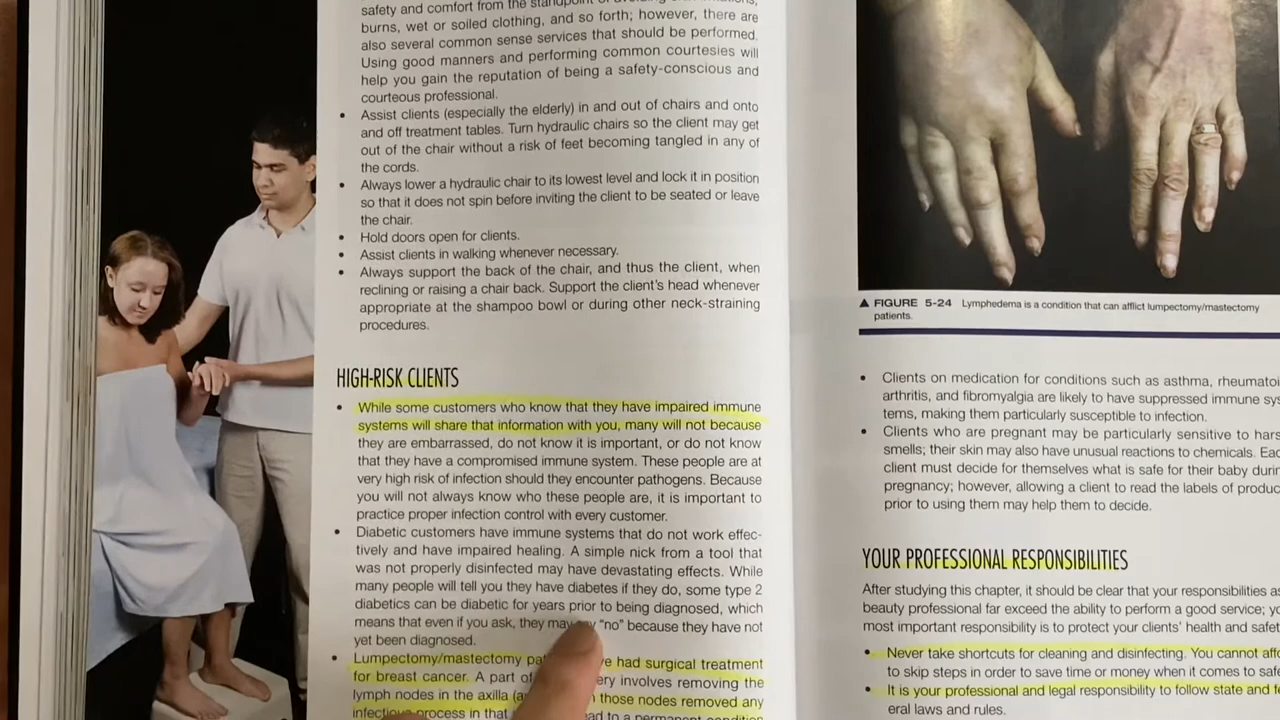 safety and comfort from the standpoint of
burns, wet or soiled clothing, and so forth; however, there are
also several common sense services that should be performed.
Using good manners and performing common courtesies will
help you gain the reputation of being a safety-conscious and
courteous professional.
• Assist clients (especially the elderly) in and out of chairs and onto
and off treatment tables. Turn hydraulic chairs so the client may get
out of the chair without a risk of feet becoming tangled in any of
the cords.
• Always lower a hydraulic chair to its lowest level and lock it in position
so that it does not spin before inviting the client to be seated or leave
the chair.
• Hold doors open for clients.
• Assist clients in walking whenever necessary.
• Always support the back of the chair, and thus the client, when
reclining or raising a chair back. Support the client's head whenever
appropriate at the shampoo bowl or during other neck-straining
procedures.
HIGH-RISK CLIENTS
• While some customers who know that they have impaired immune
systems will share that information with you, many will not because
they are embarrassed, do not know it is important, or do not know
that they have a compromised immune system. These people are at
very high risk of infection should they encounter pathogens. Because
you will not always know who these people are, it is important to
practice proper infection control with every customer.
• Diabetic customers have immune systems that do not work effec-
tively and have impaired healing. A simple nick from a tool that
was not properly disinfected may have devastating effects. While
many people will tell you they have diabetes if they do, some type 2
diabetics can be diabetic for years prior to being diagnosed, which
means that even if you ask, they may "no" because they have not
yet been diagnosed.
• Lumpectomy/mastectomy had surgical treatment
for breast cancer. A part of involves removing the
lymph nodes in the axilla those nodes removed any
infectious process in that to a permanent condition
▲ FIGURE 5-24 Lymphedema is a condition that can afflict lumpectomy/mastectomy
patients.
• Clients on medication for conditions such as asthma, rheumatoi
arthritis, and fibromyalgia are likely to have suppressed immune sys
tems, making them particularly susceptible to infection.
• Clients who are pregnant may be particularly sensitive to hars
smells; their skin may also have unusual reactions to chemicals. Eac
client must decide for themselves what is safe for their baby durin
pregnancy; however, allowing a client to read the labels of produc
prior to using them may help them to decide.
YOUR PROFESSIONAL RESPONSIBILITIES
After studying this chapter, it should be clear that your responsibilities as
beauty professional far exceed the ability to perform a good service; yo
most important responsibility is to protect your clients' health and safet
• Never take shortcuts for cleaning and disinfecting. You cannot affo
to skip steps in order to save time or money when it comes to safe
• It is your professional and legal responsibility to follow state and fe
eral laws and rules.